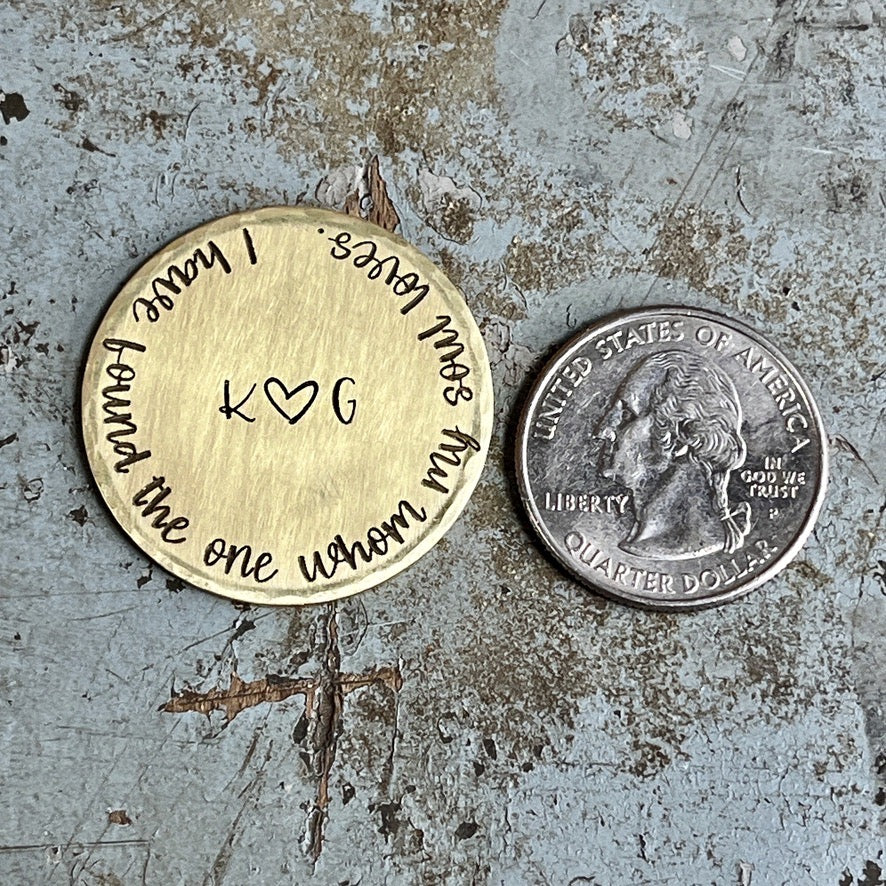 I have found the one whom my soul loves.
K♡G
UNITED STATES OF AMERICA
LIBERTY
IN
GOD WE
TRUST
P
QUARTER DOLLAR